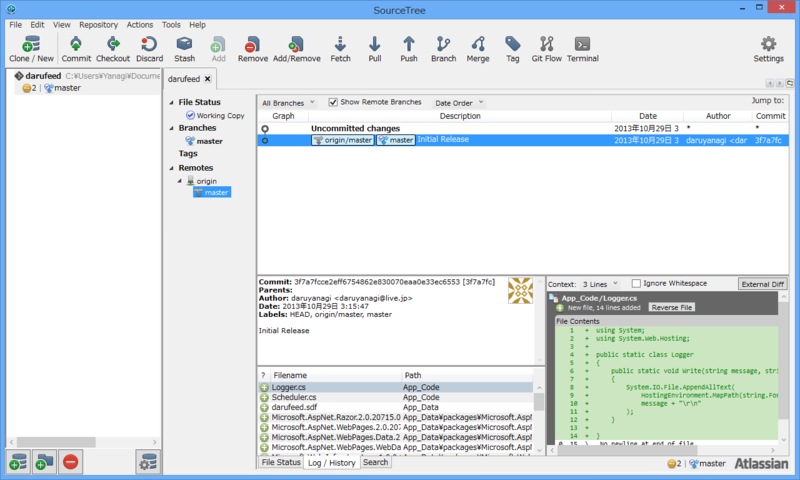 SourceTree
File Edit View Repository Actions Tools Help
Clone / New Commit Checkout Discard Stash Add Remove Add/Remove Fetch Pull Push Branch Merge Tag Git Flow Terminal Settings
darufeed C:¥Users¥Yanagi¥Docume
2 master
darufeed
File Status
Working Copy
Branches
master
Tags
Remotes
origin
master
All Branches Show Remote Branches Date Order Jump to:
Graph Description Date Author Commit
Uncommitted changes 2013年10月29日 3 * *
origin/master master Initial Release 2013年10月29日 3 daruyanagi <dar 3f7a7fc
Commit: 3f7a7fcce2eff6754862e830070eaa0e33ec6553 [3f7a7fc]
Parents:
Author: daruyanagi <daruyanagi@live.jp>
Date: 2013年10月29日 3:15:47
Labels: HEAD, origin/master, master
Initial Release
? Filename Path
Logger.cs App_Code
Scheduler.cs App_Code
darufeed.sdf App_Data
Microsoft.AspNet.Razor.2.0.20715.0 App_Data¥packages¥Microsoft.Aspl
Microsoft.AspNet.WebPages.2.0.207 App_Data¥packages¥Microsoft.Aspl
Microsoft.AspNet.WebPages.Data.2 App_Data¥packages¥Microsoft.Aspl
Microsoft.AspNet.WebPages.WebDa App_Data¥packages¥Microsoft.Aspl
Context: 3 Lines Ignore Whitespace External Diff
App_Code/Logger.cs
New file, 14 lines added Reverse File
File Contents
1 + using System;
2 + using System.Web.Hosting;
3 +
4 + public static class Logger
5 + {
6 + public static void Write(string message, stri
7 + {
8 + System.IO.File.AppendAllText(
9 + HostingEnvironment.MapPath(string.For
10 + message + "\r\n"
11 + );
12 + }
13 +
14 + }
0 15 \ No newline at end of file
File Status Log / History Search
2 master Atlassian